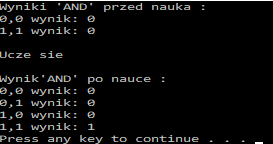 Wyniki 'AND' przed nauka :
0,0 wynik: 0
1,1 wynik: 0
Ucze sie
Wynik'AND' po nauce :
0,0 wynik: 0
0,1 wynik: 0
1,0 wynik: 0
1,1 wynik: 1
Press any key to continue . . .